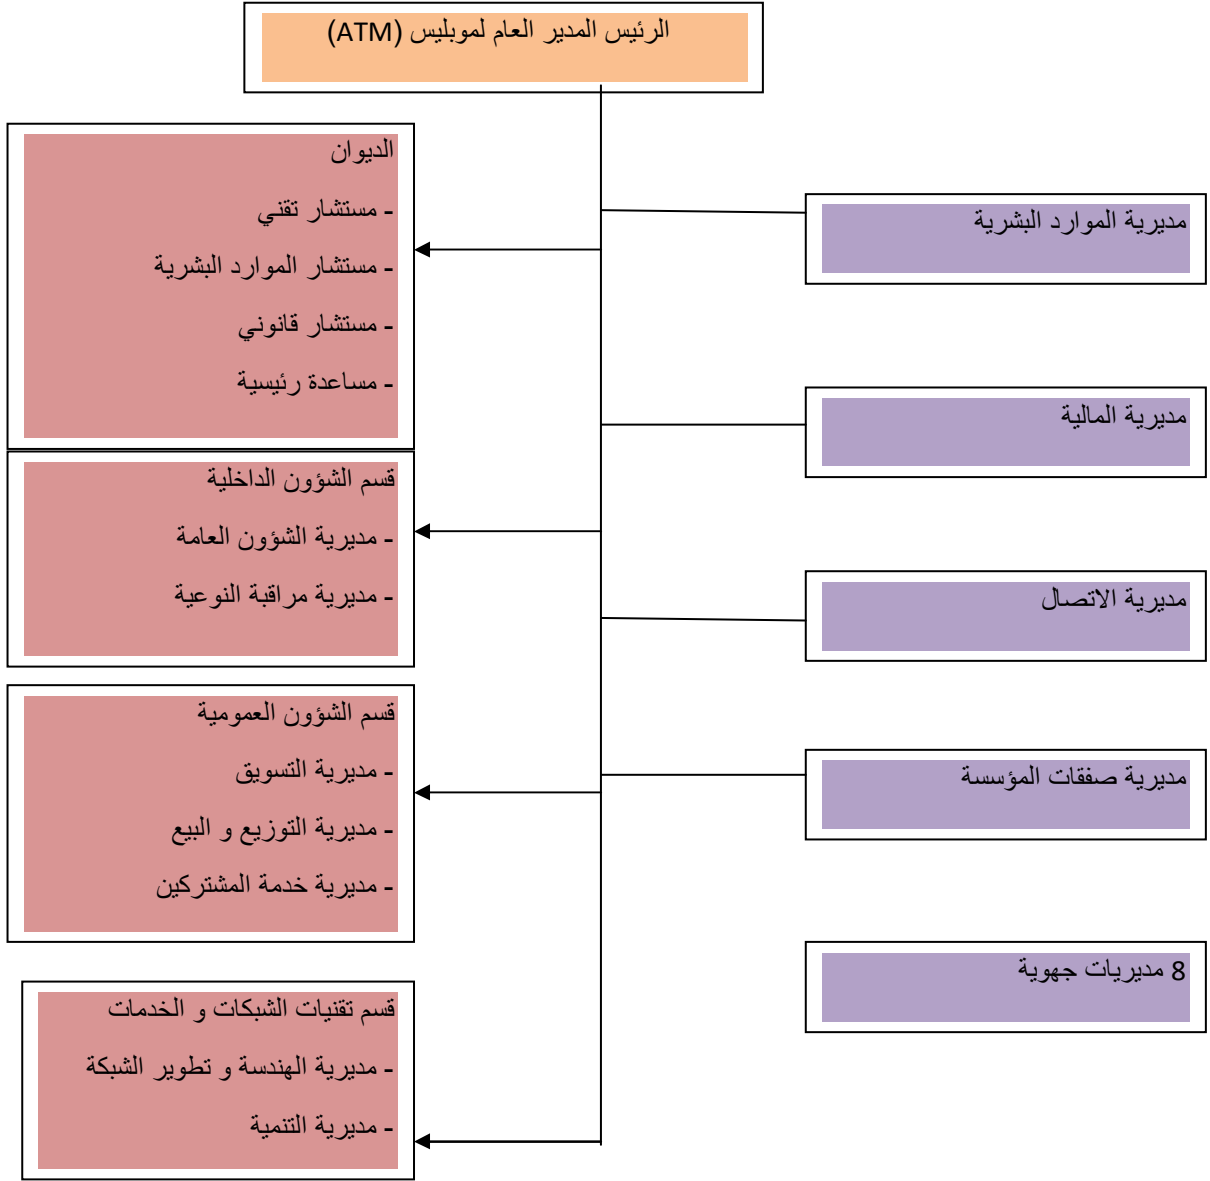 الرئيس المدير العام لموبليس (ATM)
الديوان
- مستشار تقني
- مستشار الموارد البشرية
- مستشار قانوني
- مساعدة رئيسية
مديرية الموارد البشرية
مديرية المالية
قسم الشؤون الداخلية
- مديرية الشؤون العامة
- مديرية مراقبة النوعية
مديرية الاتصال
قسم الشؤون العمومية
- مديرية التسويق
- مديرية التوزيع و البيع
- مديرية خدمة المشتركين
مديرية صفقات المؤسسة
8 مديريات جهوية
قسم تقنيات الشبكات و الخدمات
- مديرية الهندسة و تطوير الشبكة
- مديرية التنمية